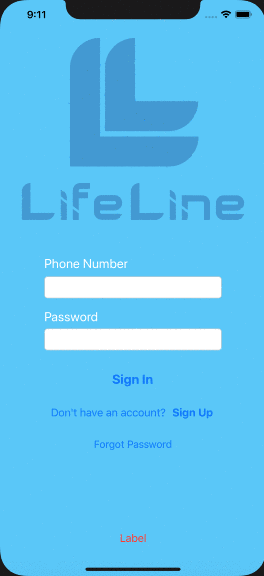 9:11
LifeLine
Phone Number
Password
Sign In
Don't have an account? Sign Up
Forgot Password
Label